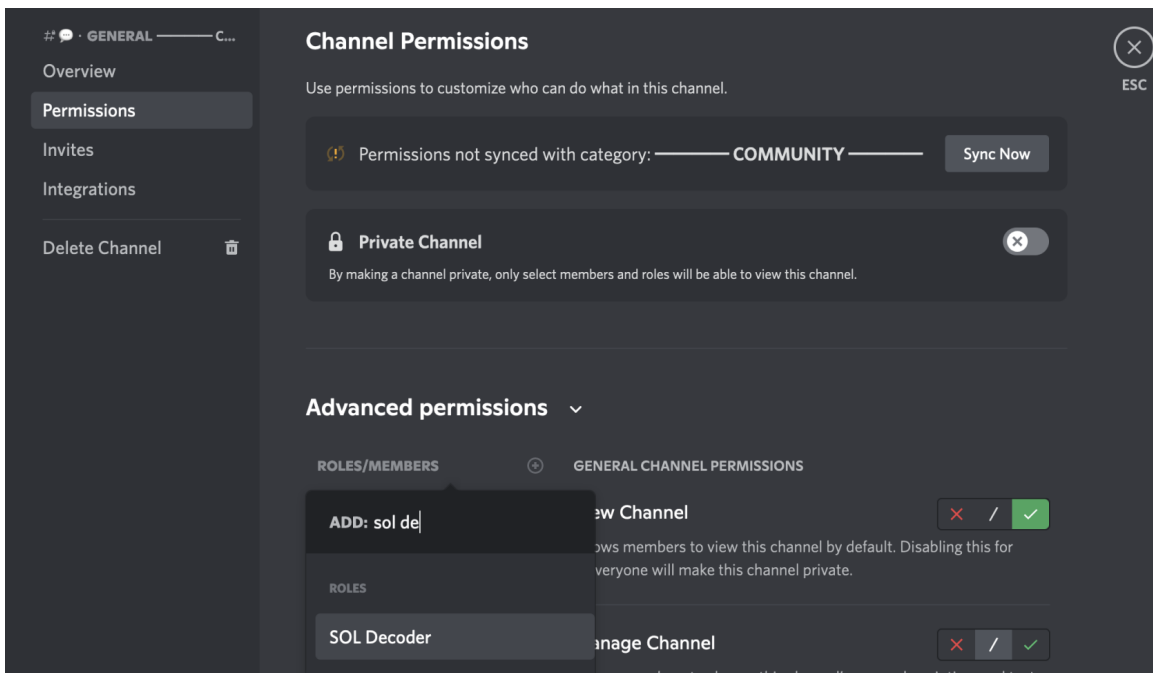 # 💬 · GENERAL ——— C...
Overview
Permissions
Invites
Integrations
Delete Channel
Channel Permissions
ESC
Use permissions to customize who can do what in this channel.
Permissions not synced with category: ——— COMMUNITY ———
Sync Now
Private Channel
By making a channel private, only select members and roles will be able to view this channel.
Advanced permissions
ROLES/MEMBERS
ADD: sol de
ROLES
SOL Decoder
GENERAL CHANNEL PERMISSIONS
ew Channel
ows members to view this channel by default. Disabling this for
veryone will make this channel private.
anage Channel